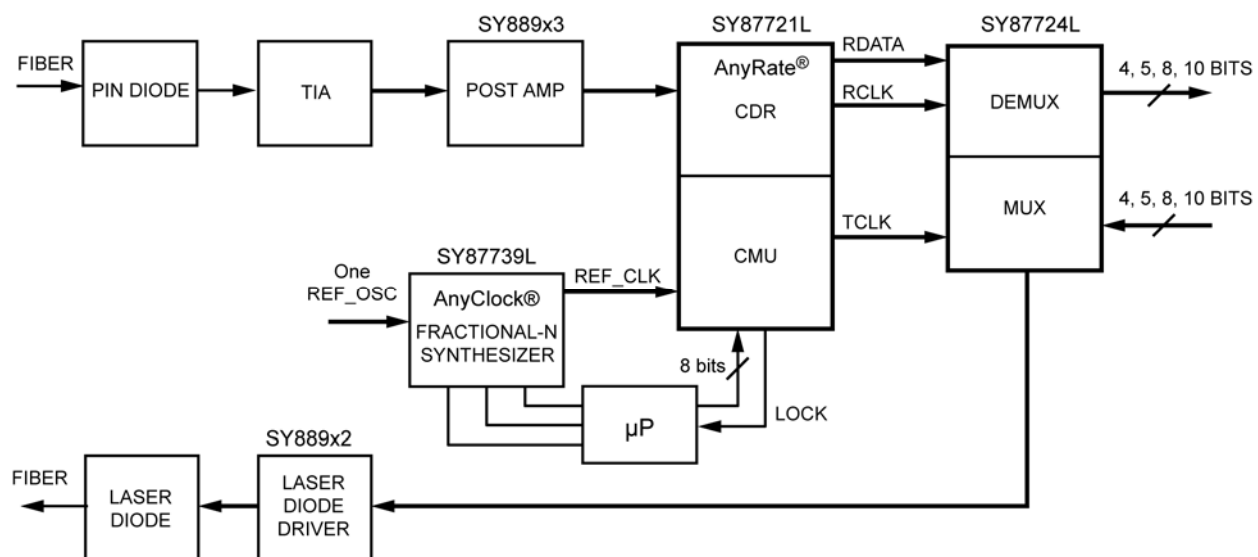 SY889x3
SY87721L
SY87724L
FIBER
PIN DIODE
TIA
POST AMP
AnyRate®
CDR
RDATA
RCLK
DEMUX
4, 5, 8, 10 BITS
CMU
TCLK
MUX
4, 5, 8, 10 BITS
SY87739L
One
REF_OSC
AnyClock®
FRACTIONAL-N
SYNTHESIZER
REF_CLK
8 bits
LOCK
µP
SY889x2
FIBER
LASER
DIODE
LASER
DIODE
DRIVER